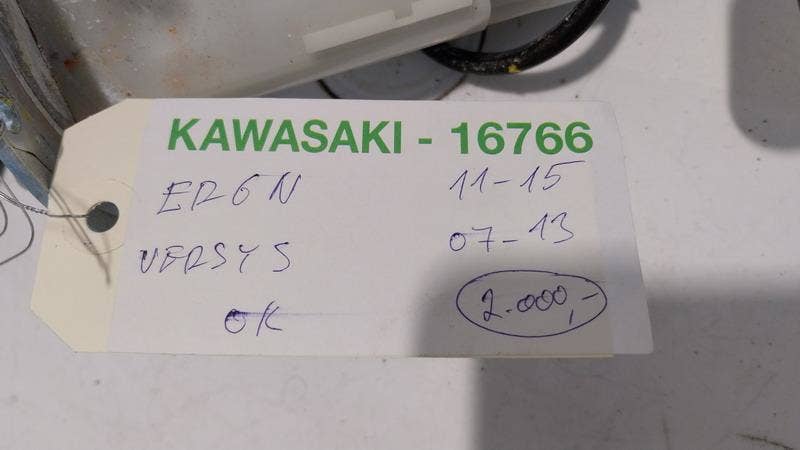 KAWASAKI - 16766
ER6N 11-15
VERSYS 07-13
OK 2.000,-